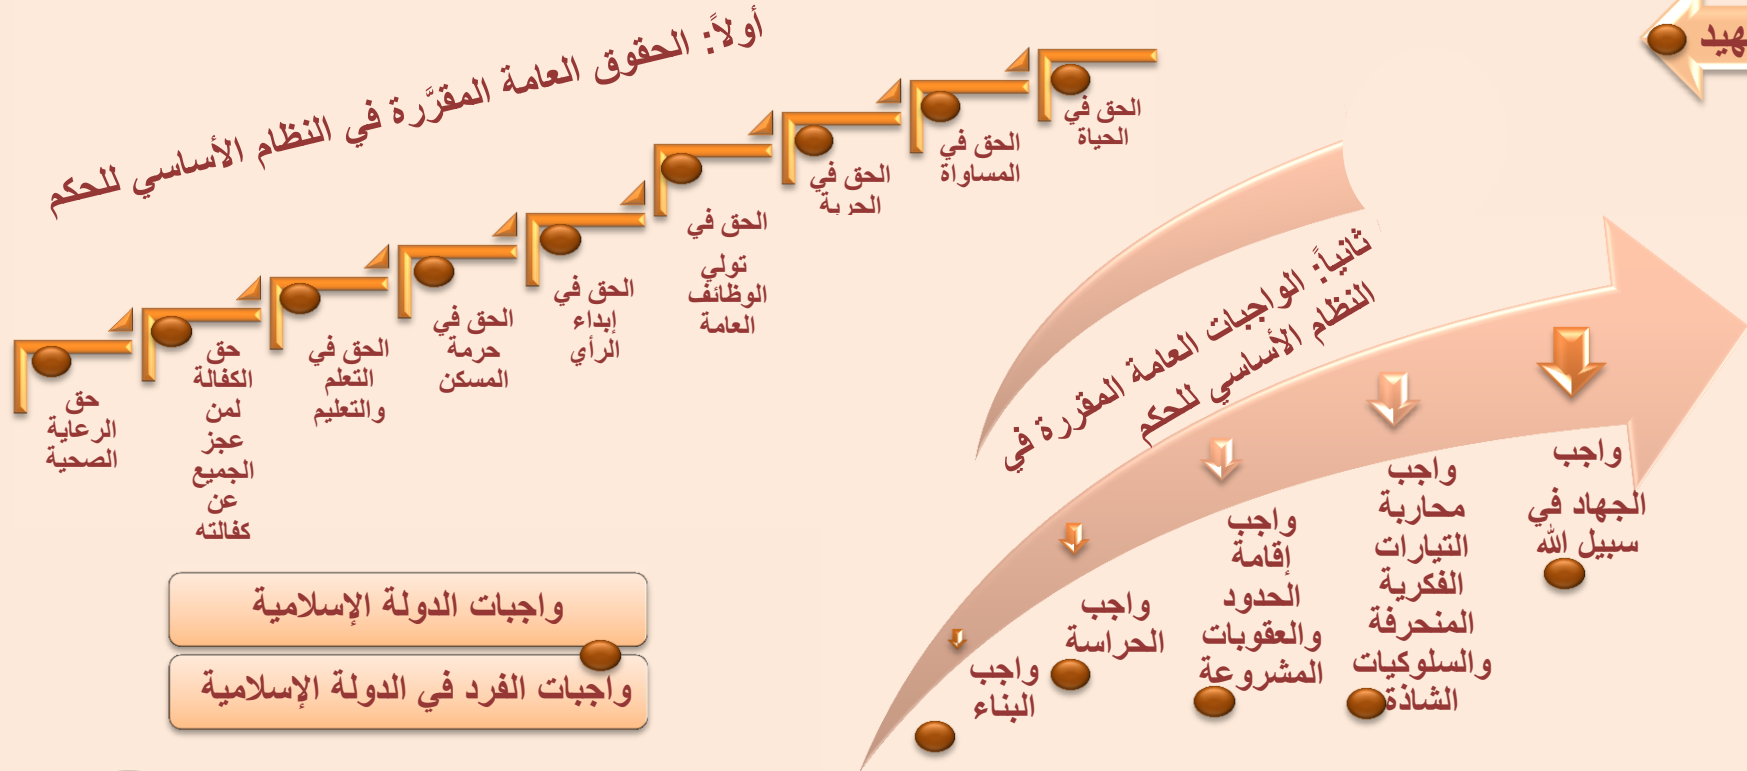 أولاً: الحقوق العامة المقرَّرة في النظام الأساسي للحكم
الحق في
الحياة
الحق في
المساواة
الحق في
الحرية
الحق في
تولي
الوظائف
العامة
الحق في
إبداء
الرأي
الحق في
حرمة
المسكن
الحق في
التعلم
والتعليم
حق
الكفالة
لمن
عجز
الجميع
عن
كفالته
حق
الرعاية
الصحية
ثانياً: الواجبات العامة المقررة في
النظام الأساسي للحكم
واجب
الجهاد في
سبيل الله
واجب
محاربة
التيارات
الفكرية
المنحرفة
والسلوكيات
الشاذة
واجب
إقامة
الحدود
والعقوبات
المشروعة
واجب
الحراسة
واجب
البناء
واجبات الدولة الإسلامية
واجبات الفرد في الدولة الإسلامية